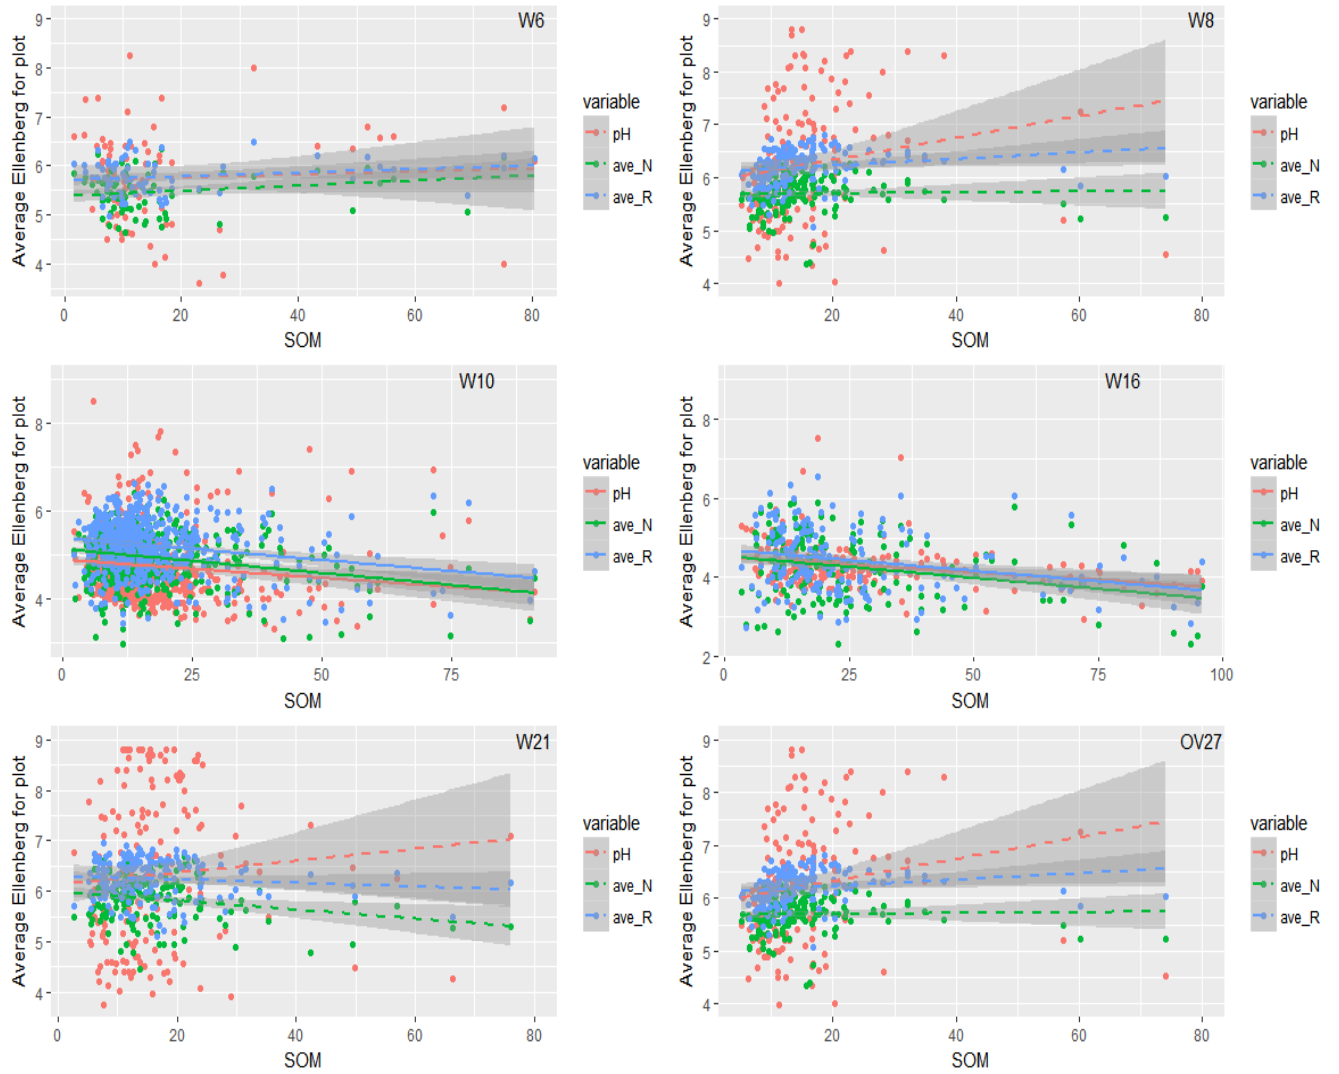 W6
Average Ellenberg for plot
9
8
7
6
5
4
0 20 40 60 80
SOM
variable
pH
ave_N
ave_R
W8
Average Ellenberg for plot
9
8
7
6
5
4
20 40 60 80
SOM
variable
pH
ave_N
ave_R
W10
Average Ellenberg for plot
8
6
4
0 25 50 75
SOM
variable
pH
ave_N
ave_R
W16
Average Ellenberg for plot
8
6
4
2
0 25 50 75 100
SOM
variable
pH
ave_N
ave_R
W21
Average Ellenberg for plot
9
8
7
6
5
4
0 20 40 60 80
SOM
variable
pH
ave_N
ave_R
OV27
Average Ellenberg for plot
9
8
7
6
5
4
20 40 60 80
SOM
variable
pH
ave_N
ave_R